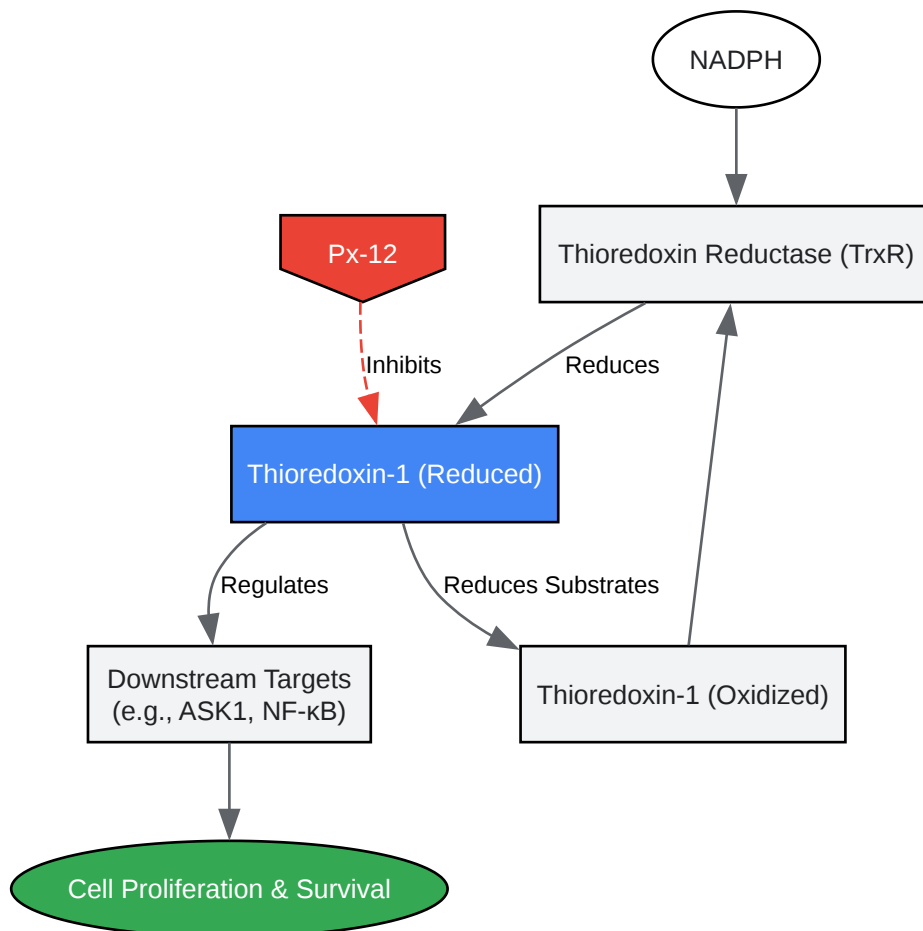 NADPH
Thioredoxin Reductase (TrxR)
Px-12
Inhibits
Reduces
Thioredoxin-1 (Reduced)
Regulates
Reduces Substrates
Downstream Targets
(e.g., ASK1, NF-κB)
Thioredoxin-1 (Oxidized)
Cell Proliferation & Survival